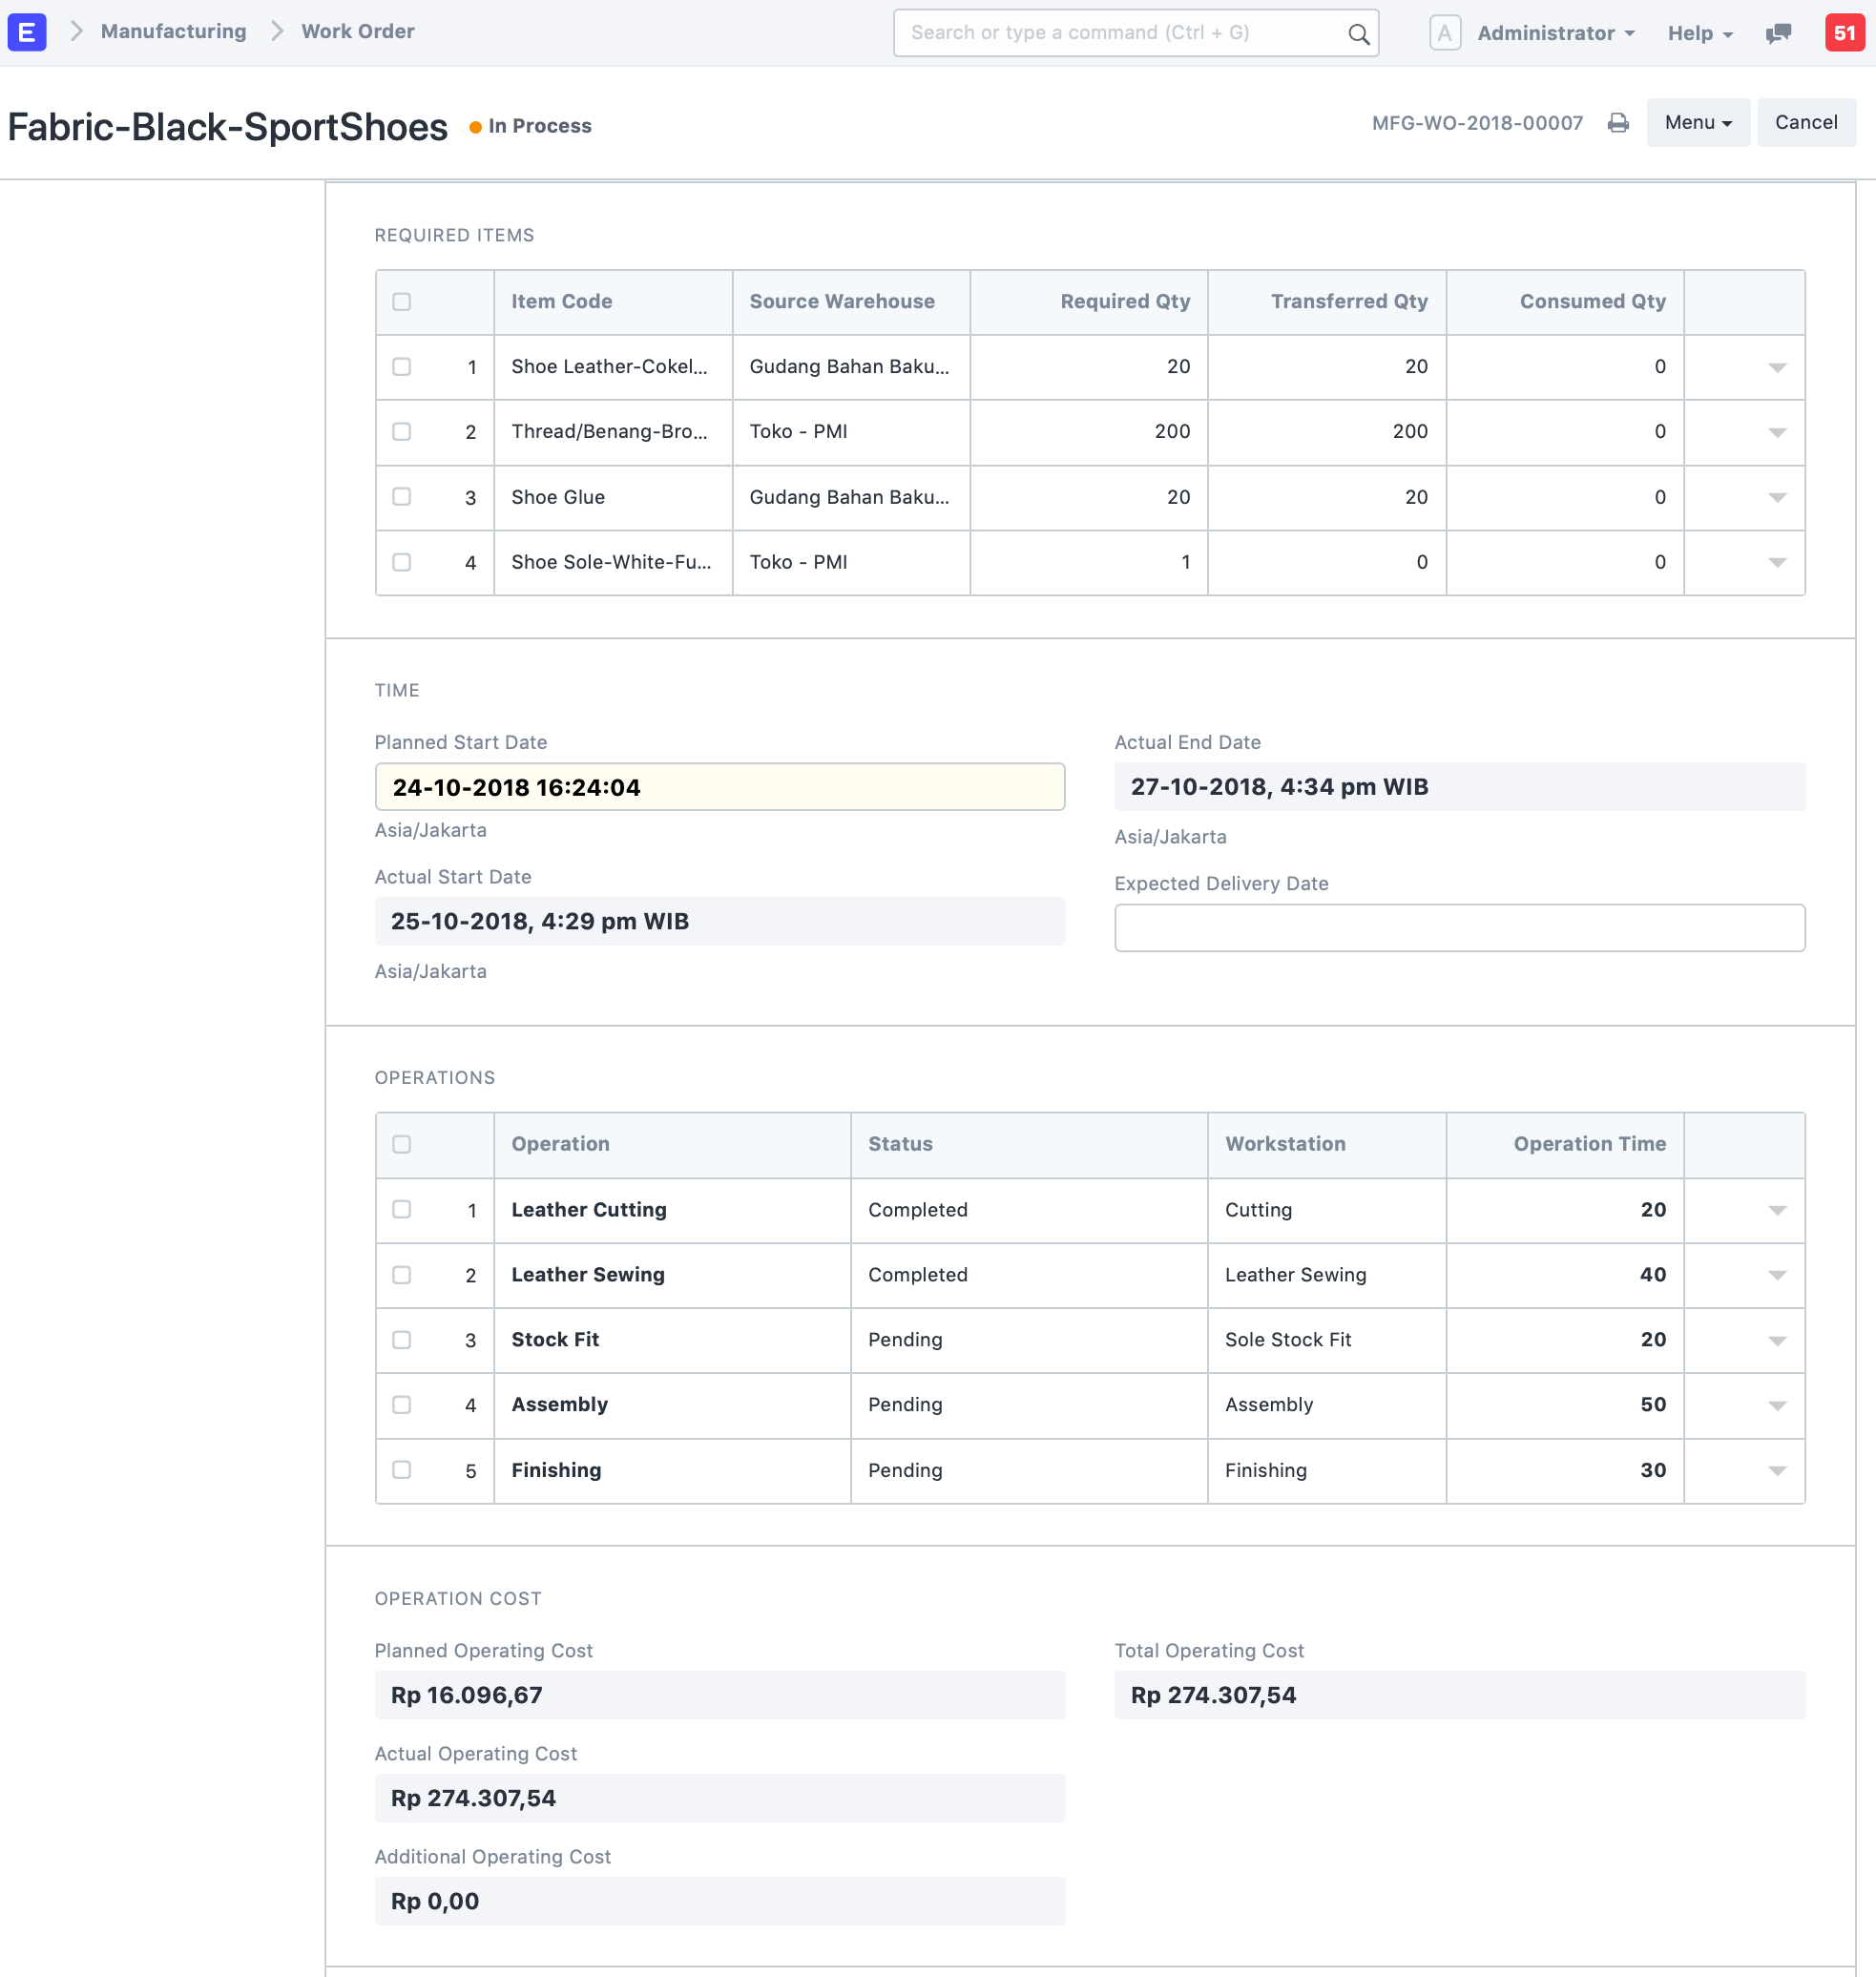 E Manufacturing Work Order Search or type a command (Ctrl + G) A Administrator Help 51
Fabric-Black-SportShoes In Process MFG-WO-2018-00007 Menu Cancel
REQUIRED ITEMS
Item Code Source Warehouse Required Qty Transferred Qty Consumed Qty
1 Shoe Leather-Cokel... Gudang Bahan Baku... 20 20 0
2 Thread/Benang-Bro... Toko - PMI 200 200 0
3 Shoe Glue Gudang Bahan Baku... 20 20 0
4 Shoe Sole-White-Fu... Toko - PMI 1 0 0
TIME
Planned Start Date
24-10-2018 16:24:04
Asia/Jakarta
Actual Start Date
25-10-2018, 4:29 pm WIB
Asia/Jakarta
Actual End Date
27-10-2018, 4:34 pm WIB
Asia/Jakarta
Expected Delivery Date
OPERATIONS
Operation Status Workstation Operation Time
1 Leather Cutting Completed Cutting 20
2 Leather Sewing Completed Leather Sewing 40
3 Stock Fit Pending Sole Stock Fit 20
4 Assembly Pending Assembly 50
5 Finishing Pending Finishing 30
OPERATION COST
Planned Operating Cost
Rp 16.096,67
Actual Operating Cost
Rp 274.307,54
Additional Operating Cost
Rp 0,00
Total Operating Cost
Rp 274.307,54